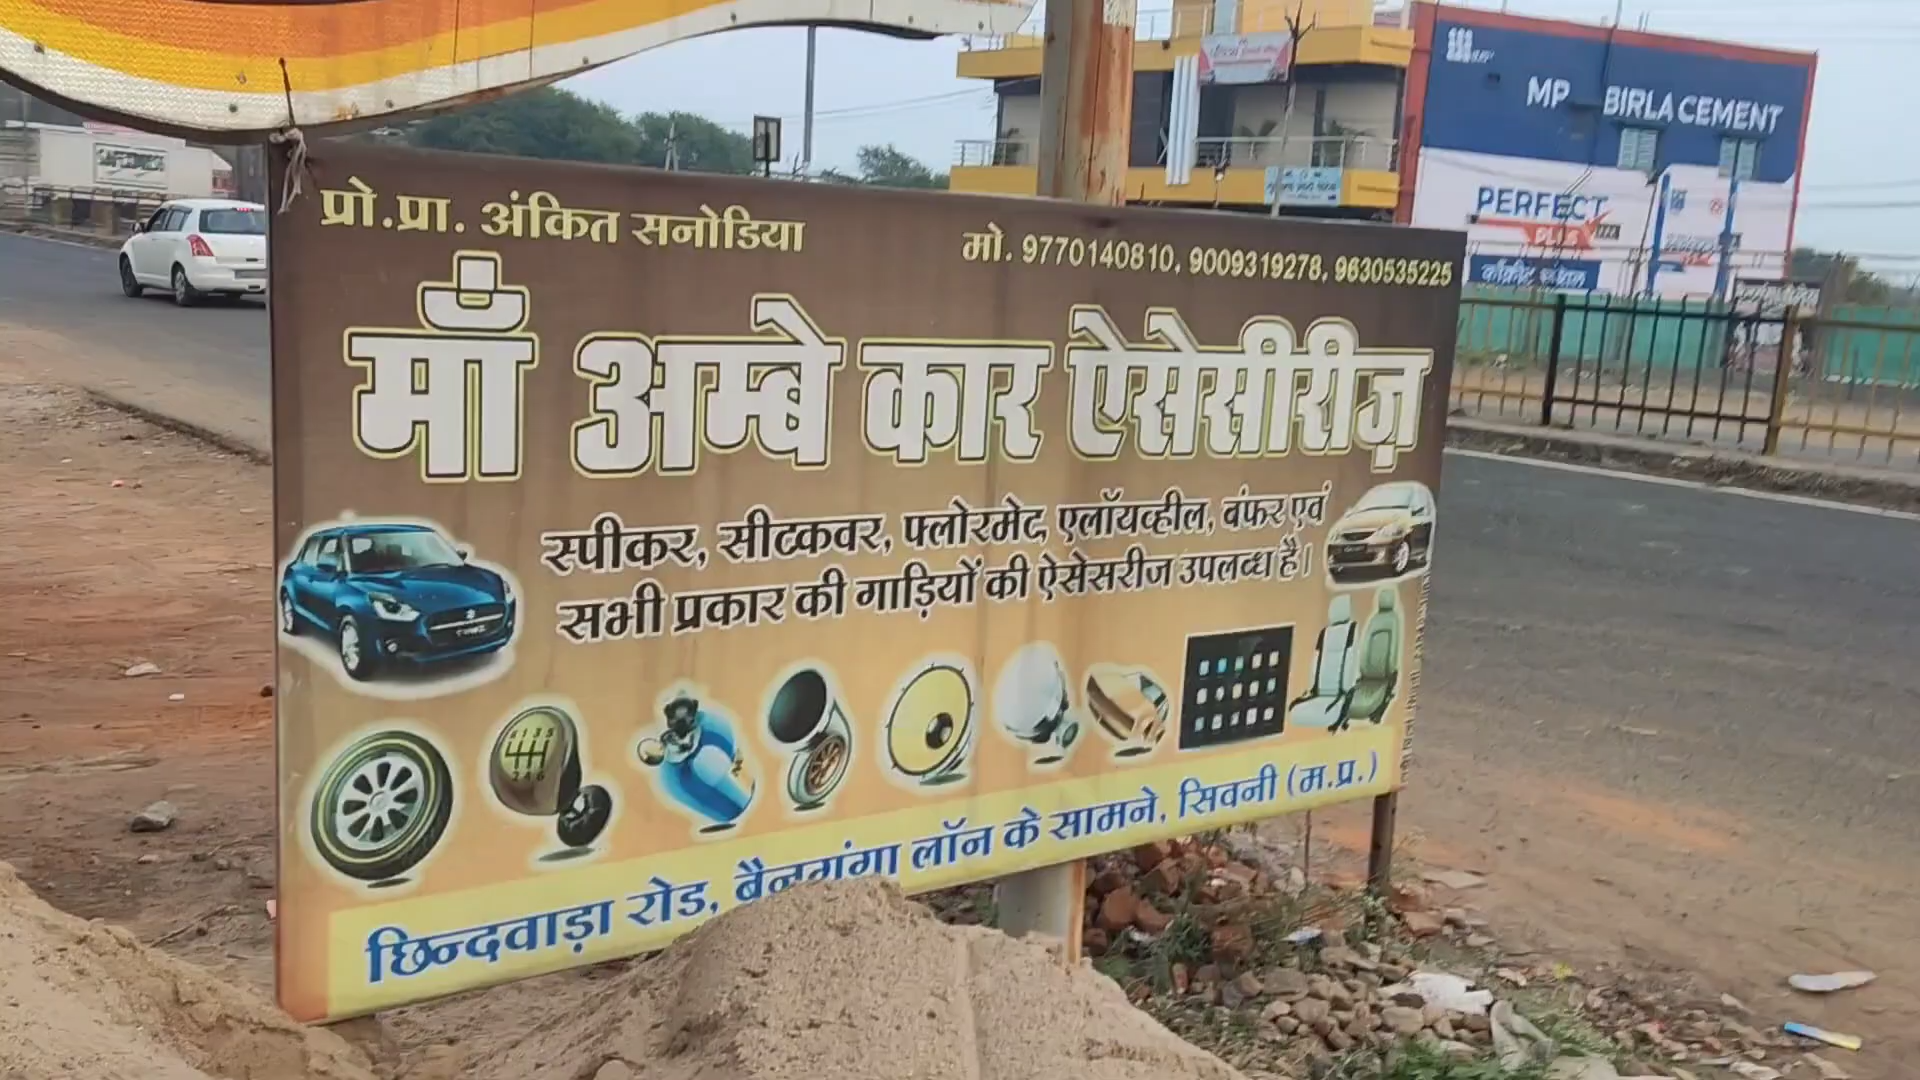 प्रो.प्रा. अंकित सनोडिया
मो. 9770140810, 9009319278, 9630535225
माँ अम्बे कार ऐसेसीरीज़
स्पीकर, सीटकवर, फ्लोरमेट, एलॉयव्हील, बंफर एवं
सभी प्रकार की गाड़ियों की ऐसेसरीज उपलब्ध है।
छिन्दवाड़ा रोड, बैनगंगा लॉन के सामने, सिवनी (म.प्र.)
MP BIRLA CEMENT
PERFECT
PLUS